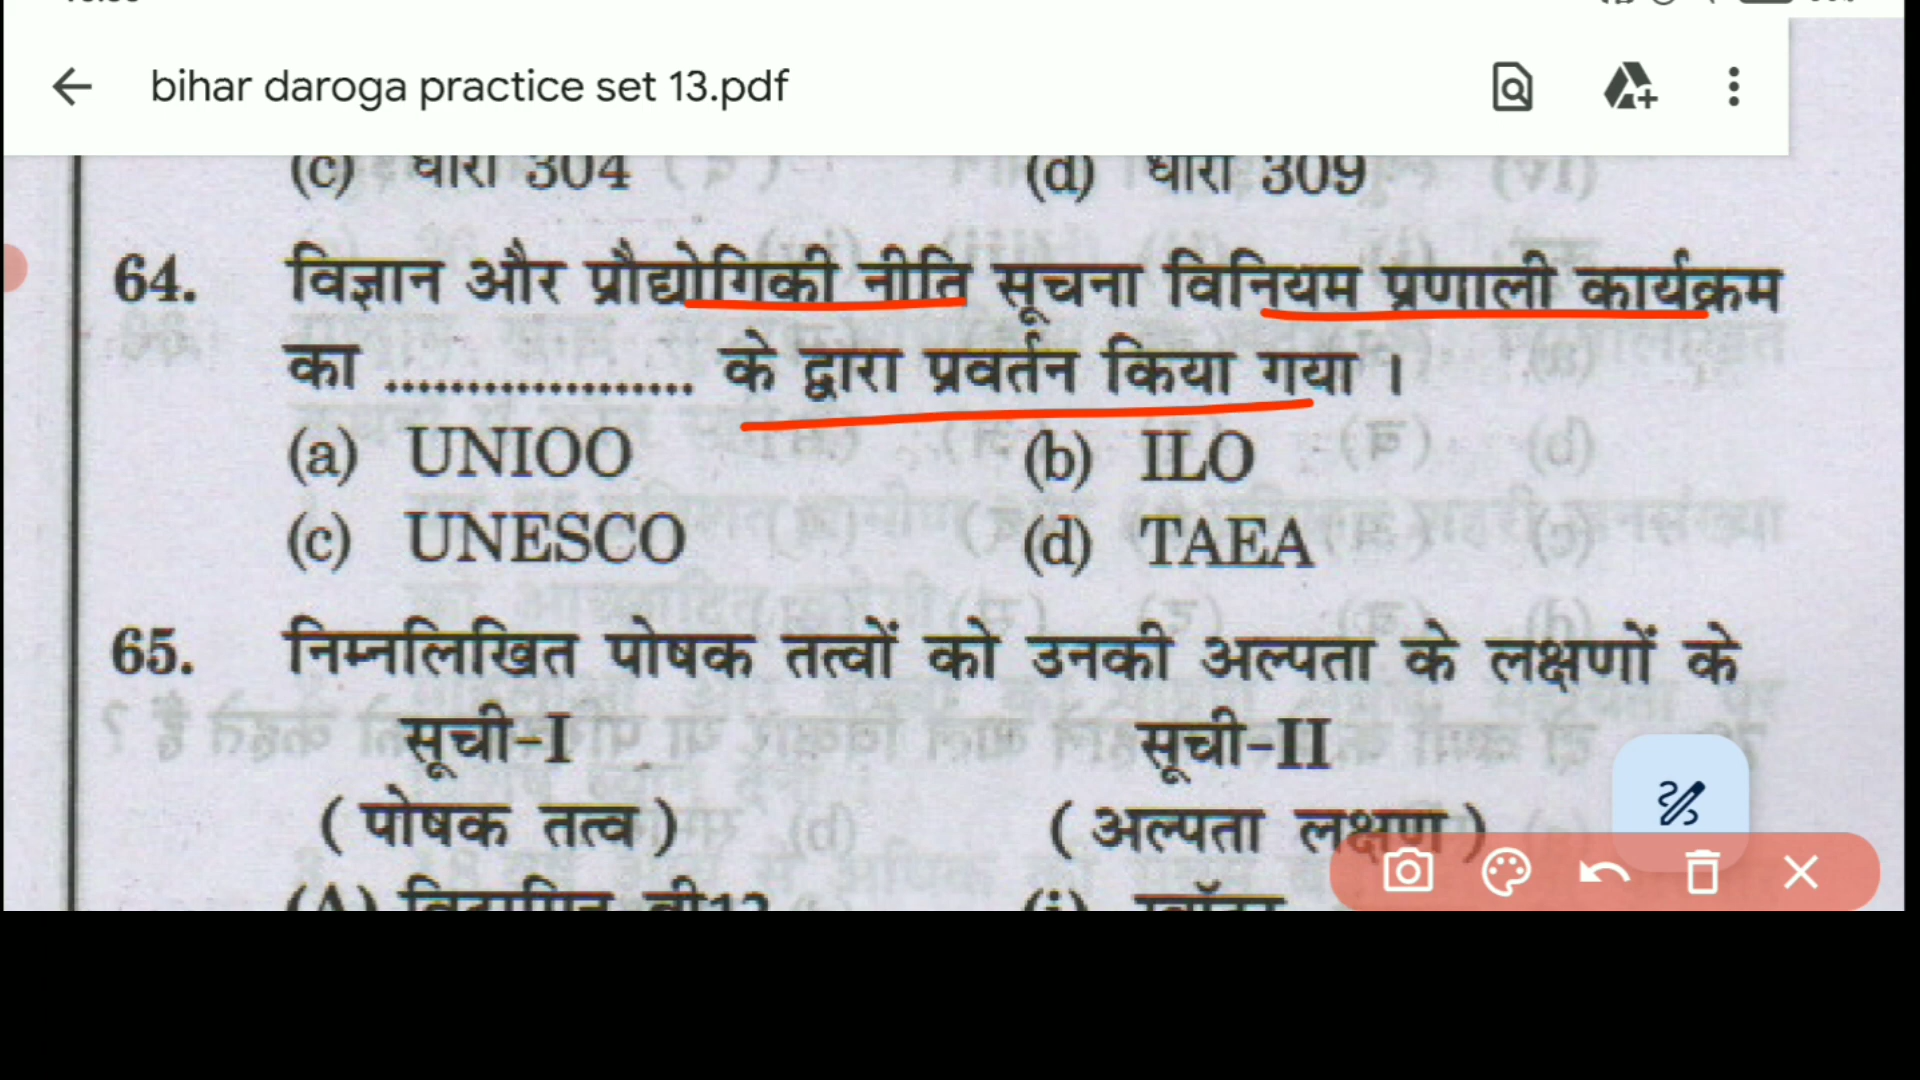 bihar daroga practice set 13.pdf
(c) धारा 304 (d) धारा 309
64. विज्ञान और प्रौद्योगिकी नीति सूचना विनियम प्रणाली कार्यक्रम
का ................... के द्वारा प्रवर्तन किया गया ।
(a) UNIOO (b) ILO
(c) UNESCO (d) TAEA
65. निम्नलिखित पोषक तत्वों को उनकी अल्पता के लक्षणों के
सूची-I सूची-II
( पोषक तत्व ) ( अल्पता लक्षण )
(A) विटामिन बी12 (i)